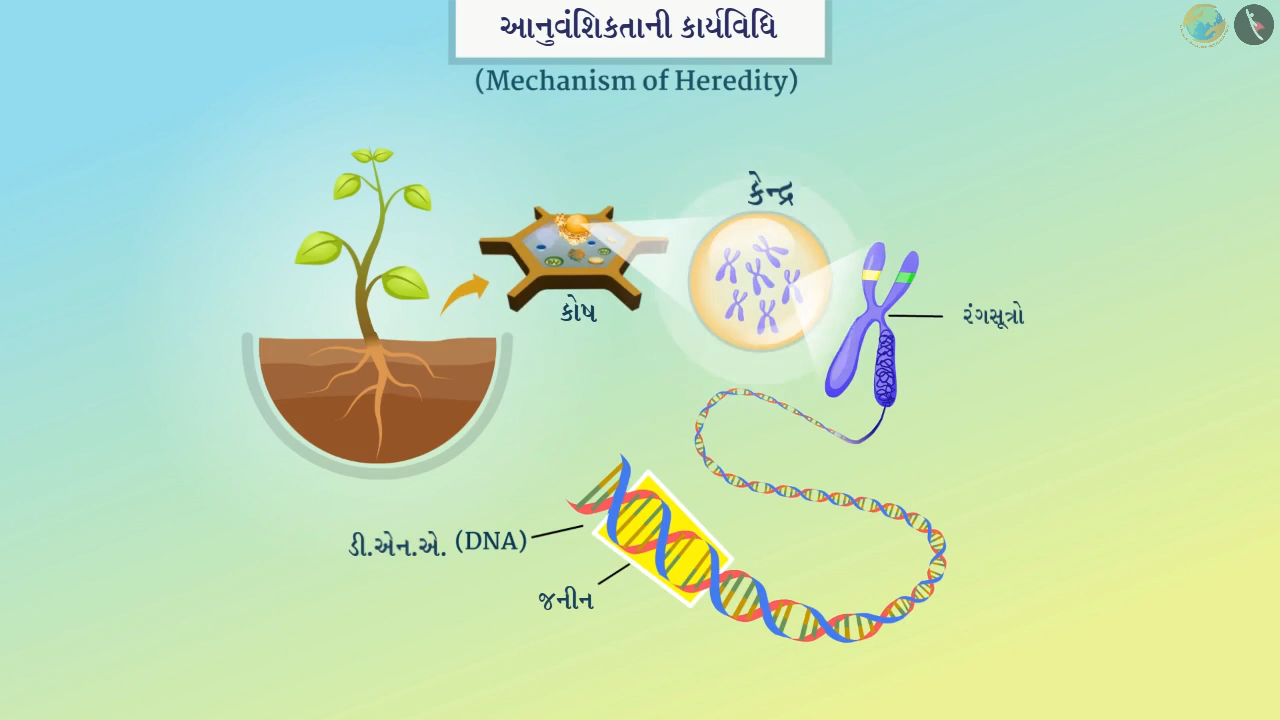 આનુવંશિકતાની કાર્યવિધિ
(Mechanism of Heredity)
કેન્દ્ર
કોષ
રંગસૂત્રો
ડી.એન.એ. (DNA)
જનીન